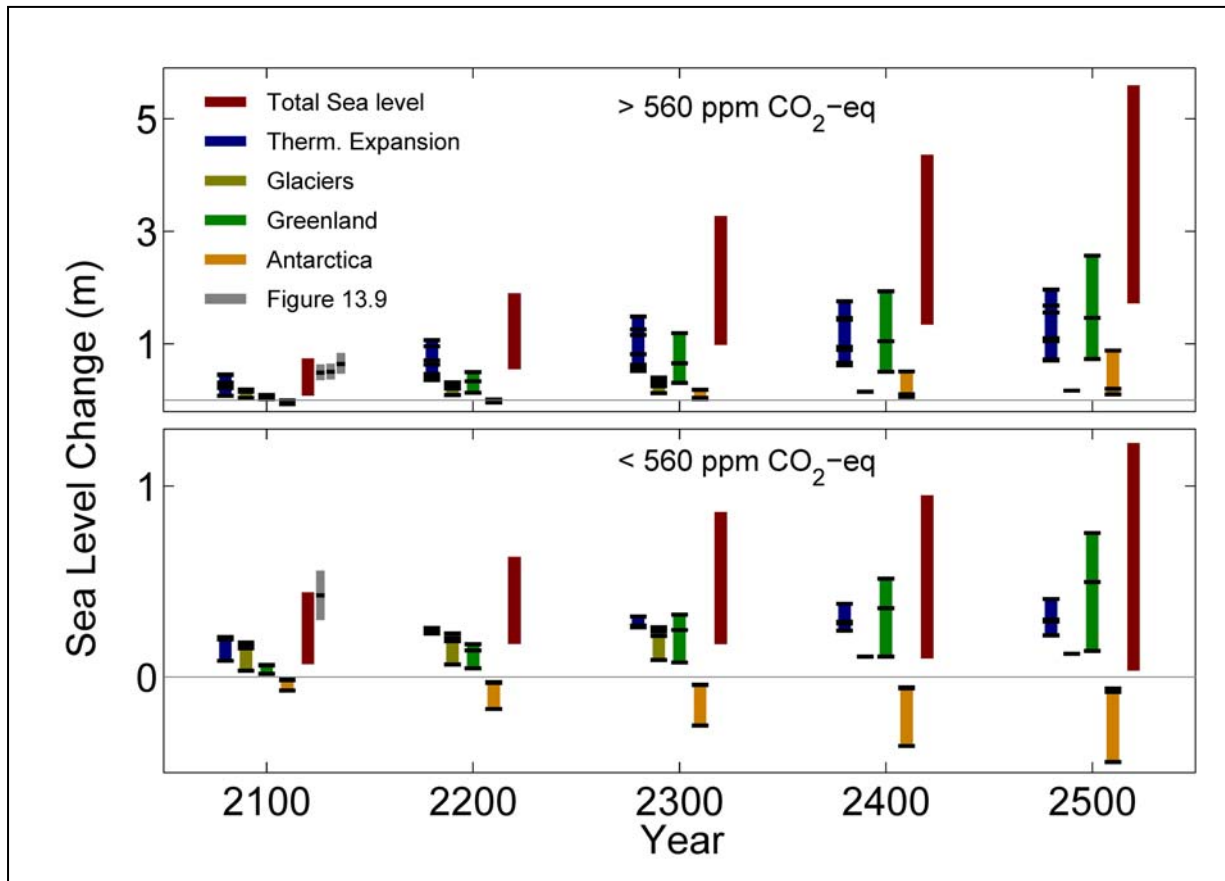 > 560 ppm CO₂-eq
Total Sea level
Therm. Expansion
Glaciers
Greenland
Antarctica
Figure 13.9
5
3
1
< 560 ppm CO₂-eq
1
0
Sea Level Change (m)
2100 2200 2300 2400 2500
Year